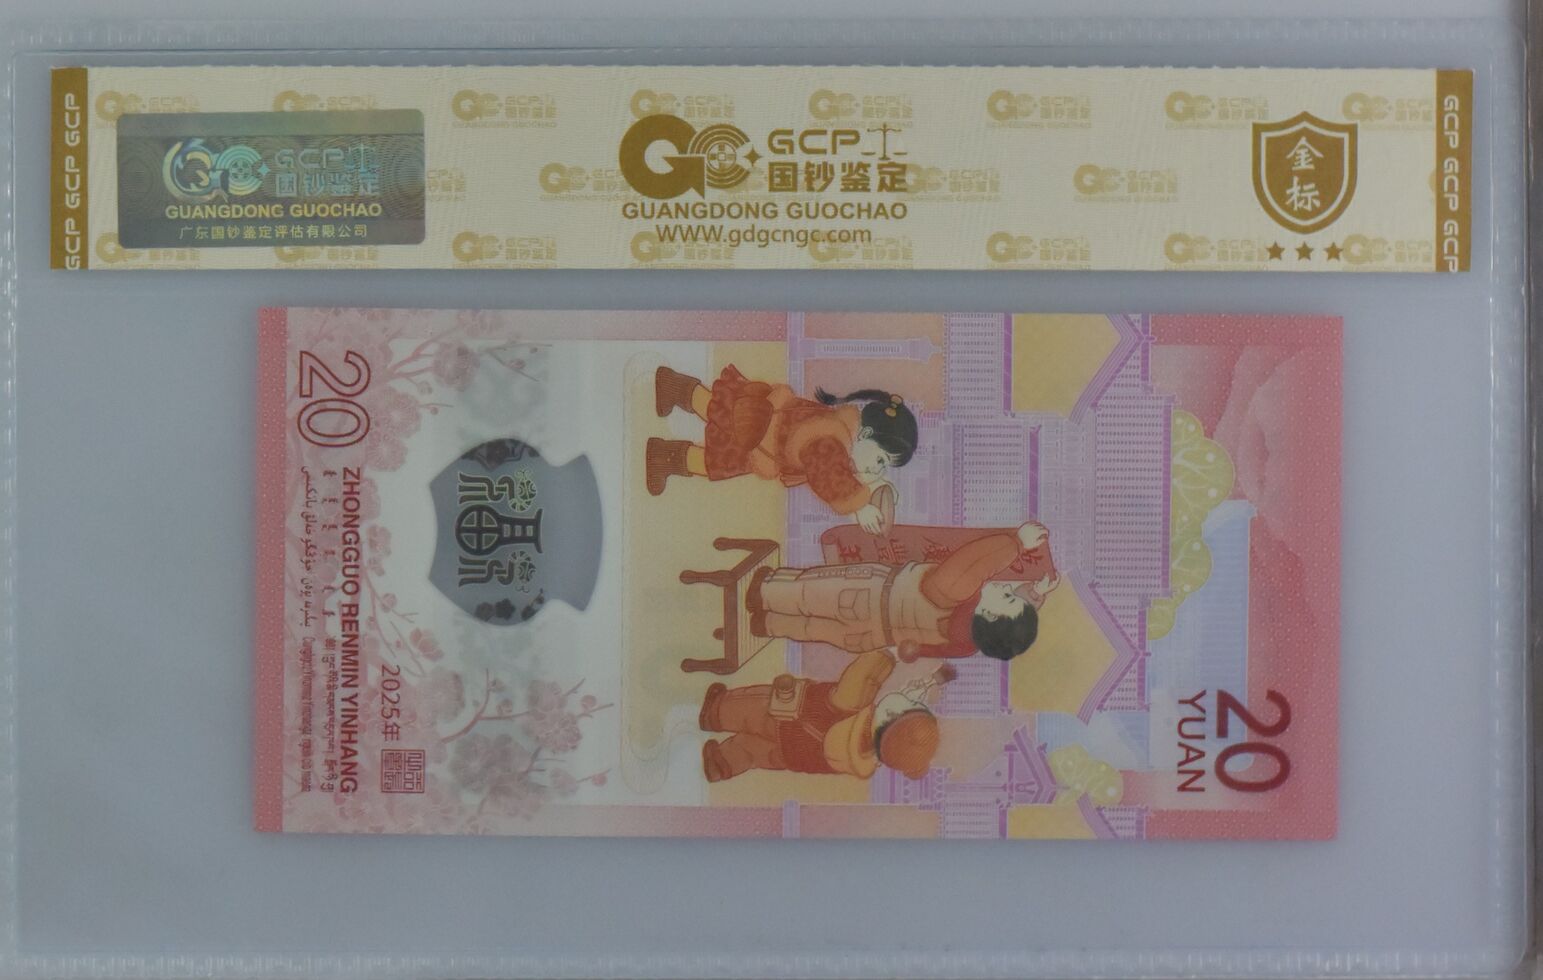 GCP GCP GCP
GCP
国钞鉴定
GUANGDONG GUOCHAO
广东国钞鉴定评估有限公司
GCP
国钞鉴定
GUANGDONG GUOCHAO
WWW.gdgcngc.com
金标
GCP GCP GCP
20
ZHONGGUO RENMIN YINHANG
2025年
20
YUAN